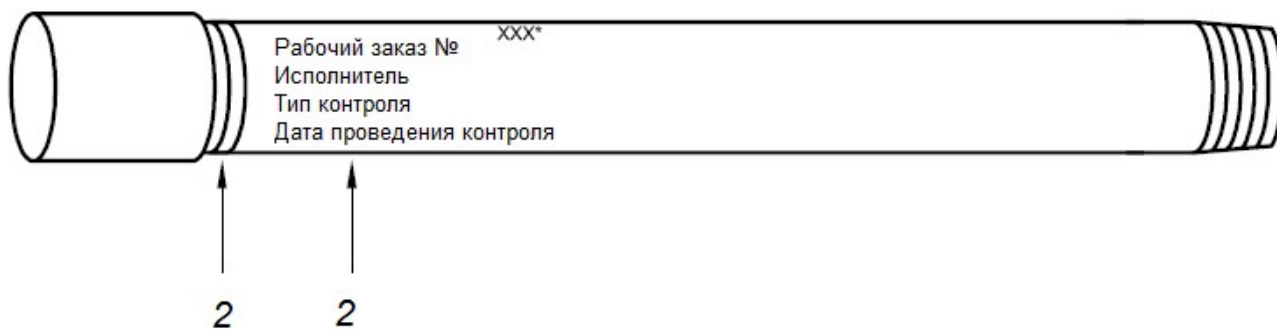 Рабочий заказ № XXX*
Исполнитель
Тип контроля
Дата проведения контроля
2 2